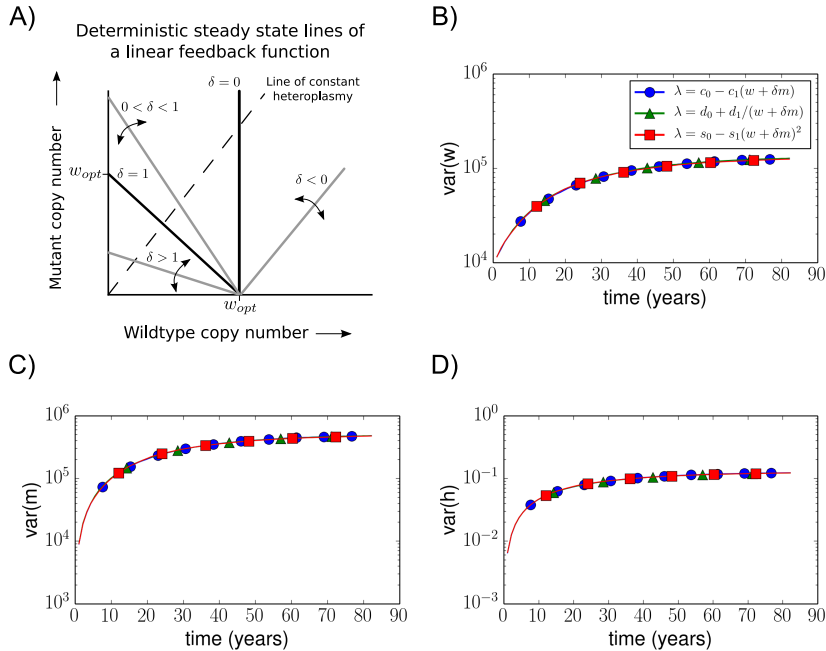 A)
Deterministic steady state lines of
a linear feedback function
Mutant copy number
Wildtype copy number
0 < δ < 1
δ = 0
Line of constant
heteroplasmy
w_opt
δ = 1
δ < 0
δ > 1
w_opt
B)
var(w)
10^6
10^5
10^4
λ = c_0 − c_1(w + δm)
λ = d_0 + d_1/(w + δm)
λ = s_0 − s_1(w + δm)^2
0 10 20 30 40 50 60 70 80 90
time (years)
C)
var(m)
10^6
10^5
10^4
10^3
0 10 20 30 40 50 60 70 80 90
time (years)
D)
var(h)
10^0
10^−1
10^−2
10^−3
0 10 20 30 40 50 60 70 80 90
time (years)